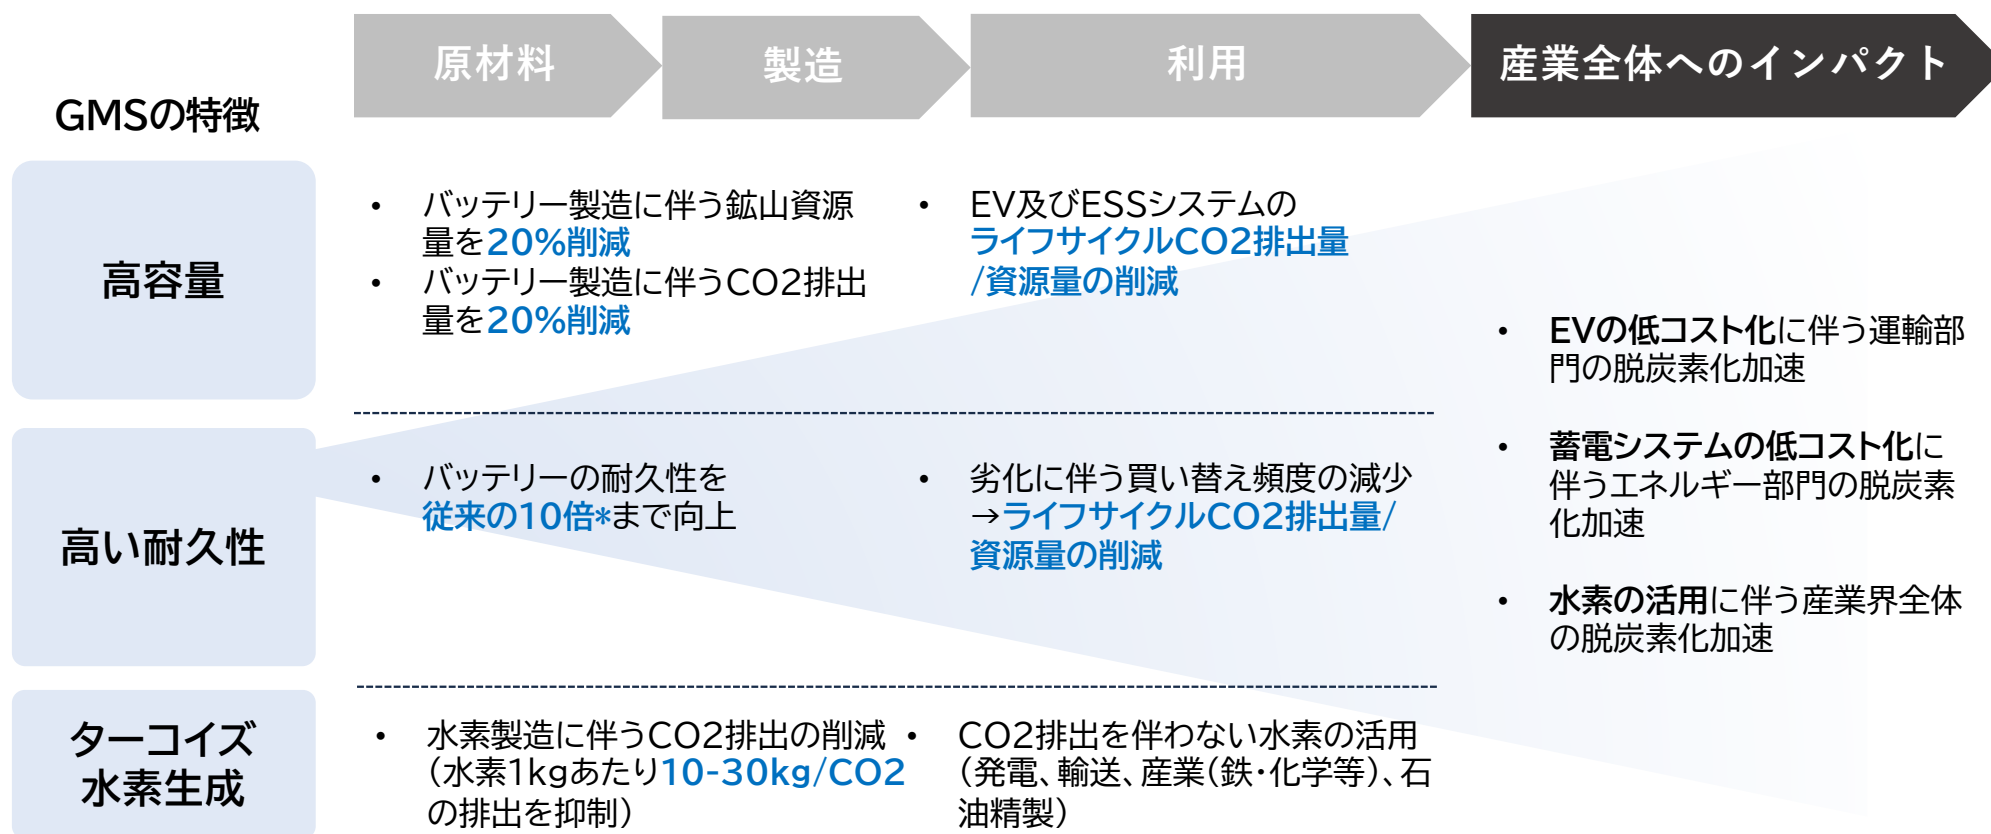 原材料
製造
利用
産業全体へのインパクト
GMSの特徴
高容量
• バッテリー製造に伴う鉱山資源
量を20%削減
• バッテリー製造に伴うCO2排出
量を20%削減
• EV及びESSシステムの
ライフサイクルCO2排出量
/資源量の削減
高い耐久性
• バッテリーの耐久性を
従来の10倍*まで向上
• 劣化に伴う買い替え頻度の減少
→ライフサイクルCO2排出量/
資源量の削減
ターコイズ
水素生成
• 水素製造に伴うCO2排出の削減
（水素1kgあたり10-30kg/CO2
の排出を抑制）
• CO2排出を伴わない水素の活用
（発電、輸送、産業（鉄・化学等）、石
油精製）
• EVの低コスト化に伴う運輸部
門の脱炭素化加速
• 蓄電システムの低コスト化に
伴うエネルギー部門の脱炭素
化加速
• 水素の活用に伴う産業界全体
の脱炭素化加速